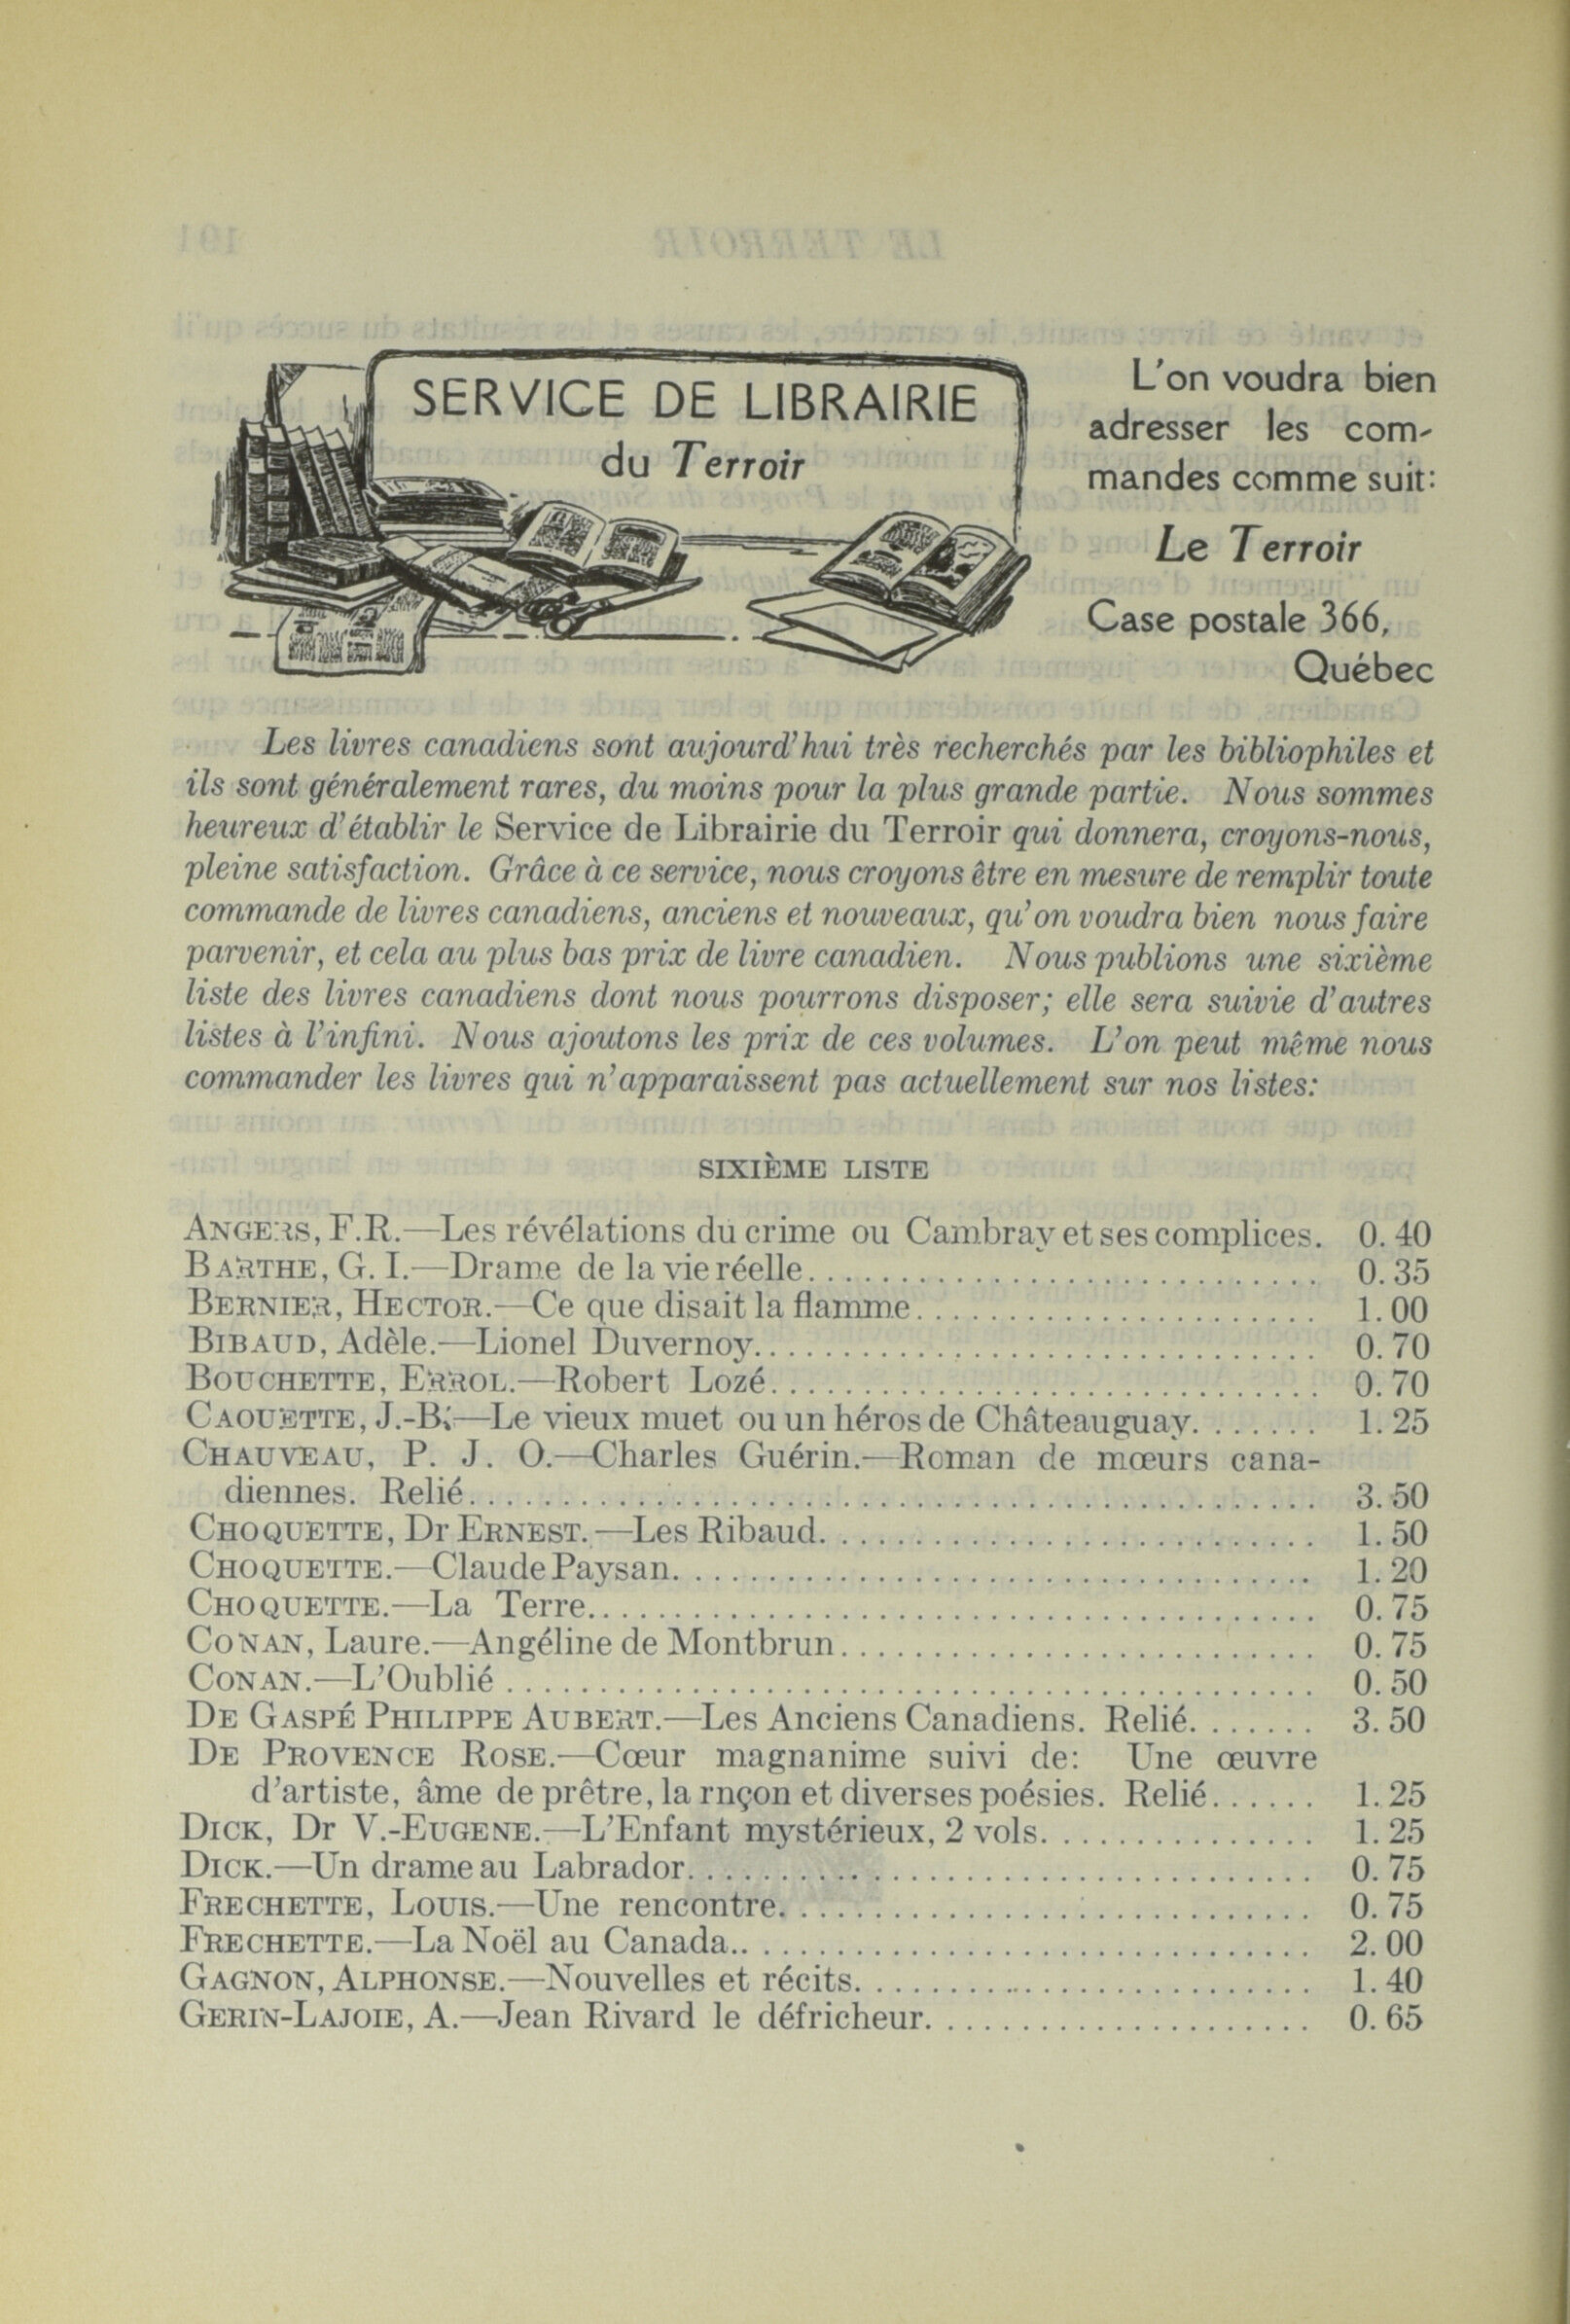 SERVICE DE LIBRAIRIE
du Terroir
L'on voudra bien
adresser les com-
mandes comme suit:
Le Terroir
Case postale 366,
Québec
Les livres canadiens sont aujourd'hui très recherchés par les bibliophiles et
ils sont généralement rares, du moins pour la plus grande partie. Nous sommes
heureux d'établir le Service de Librairie du Terroir qui donnera, croyons-nous,
pleine satisfaction. Grâce à ce service, nous croyons être en mesure de remplir toute
commande de livres canadiens, anciens et nouveaux, qu'on voudra bien nous faire
parvenir, et cela au plus bas prix de livre canadien. Nous publions une sixième
liste des livres canadiens dont nous pourrons disposer; elle sera suivie d'autres
listes à l'infini. Nous ajoutons les prix de ces volumes. L'on peut même nous
commander les livres qui n'apparaissent pas actuellement sur nos listes:
SIXIÈME LISTE
ANGERS, F.R.—Les révélations du crime ou Cambray et ses complices. 0.40
BARTHE, G. I.—Drame de la vie réelle. 0.35
BERNIER, HECTOR.—Ce que disait la flamme. 1.00
BIBAUD, Adèle.—Lionel Duvernoy. 0.70
BOUCHETTE, ERROL.—Robert Lozé. 0.70
CAOUETTE, J.-B.—Le vieux muet ou un héros de Châteauguay. 1.25
CHAUVEAU, P. J. O.—Charles Guérin.—Roman de mœurs cana-
diennes. Relié. 3.50
CHOQUETTE, Dr ERNEST.—Les Ribaud. 1.50
CHOQUETTE.—Claude Paysan. 1.20
CHOQUETTE.—La Terre. 0.75
CONAN, Laure.—Angéline de Montbrun. 0.75
CONAN.—L'Oublié 0.50
DE GASPÉ PHILIPPE AUBERT.—Les Anciens Canadiens. Relié. 3.50
DE PROVENCE ROSE.—Cœur magnanime suivi de: Une œuvre
d'artiste, âme de prêtre, la rnçon et diverses poésies. Relié. 1.25
DICK, Dr V.-EUGENE.—L'Enfant mystérieux, 2 vols. 1.25
DICK.—Un drame au Labrador. 0.75
FRECHETTE, LOUIS.—Une rencontre. 0.75
FRECHETTE.—La Noël au Canada. 2.00
GAGNON, ALPHONSE.—Nouvelles et récits. 1.40
GERIN-LAJOIE, A.—Jean Rivard le défricheur. 0.65